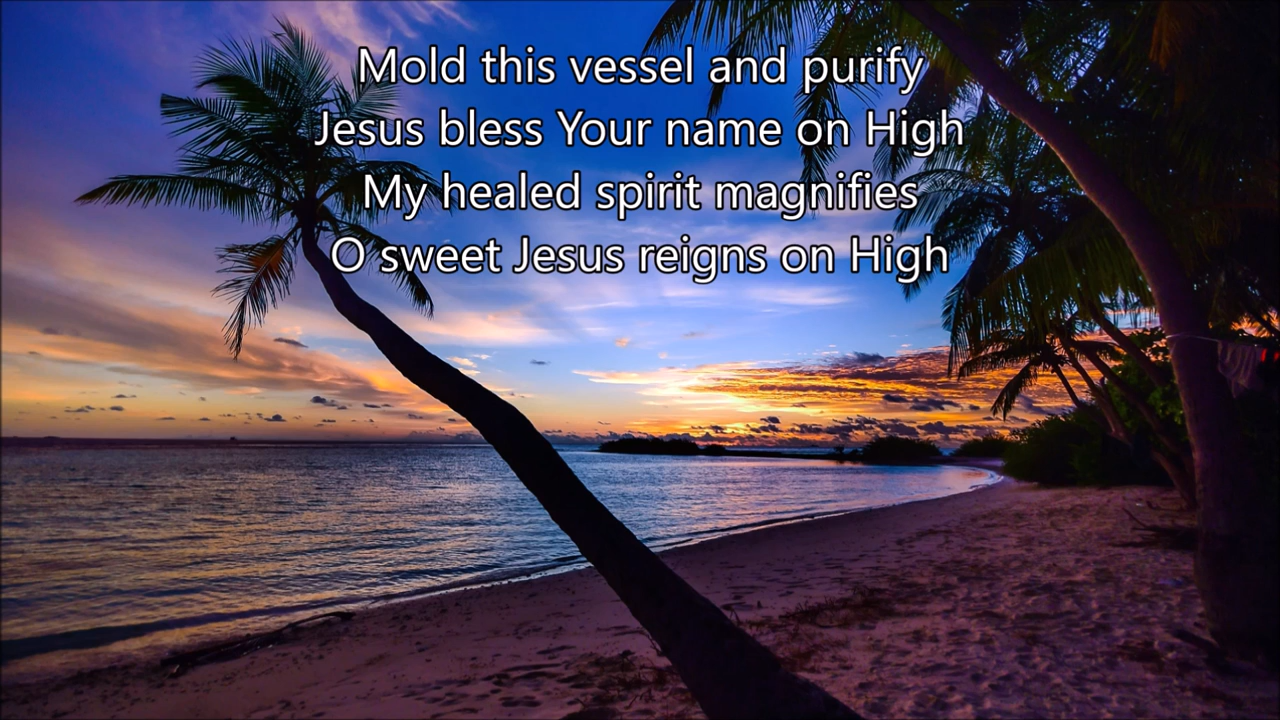 Mold this vessel and purify
Jesus bless Your name on High
My healed spirit magnifies
O sweet Jesus reigns on High